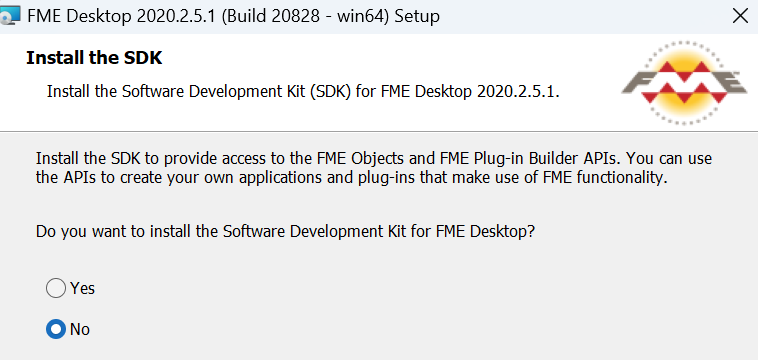 FME Desktop 2020.2.5.1 (Build 20828 - win64) Setup
Install the SDK
Install the Software Development Kit (SDK) for FME Desktop 2020.2.5.1.
FME
Install the SDK to provide access to the FME Objects and FME Plug-in Builder APIs. You can use
the APIs to create your own applications and plug-ins that make use of FME functionality.
Do you want to install the Software Development Kit for FME Desktop?
Yes
No